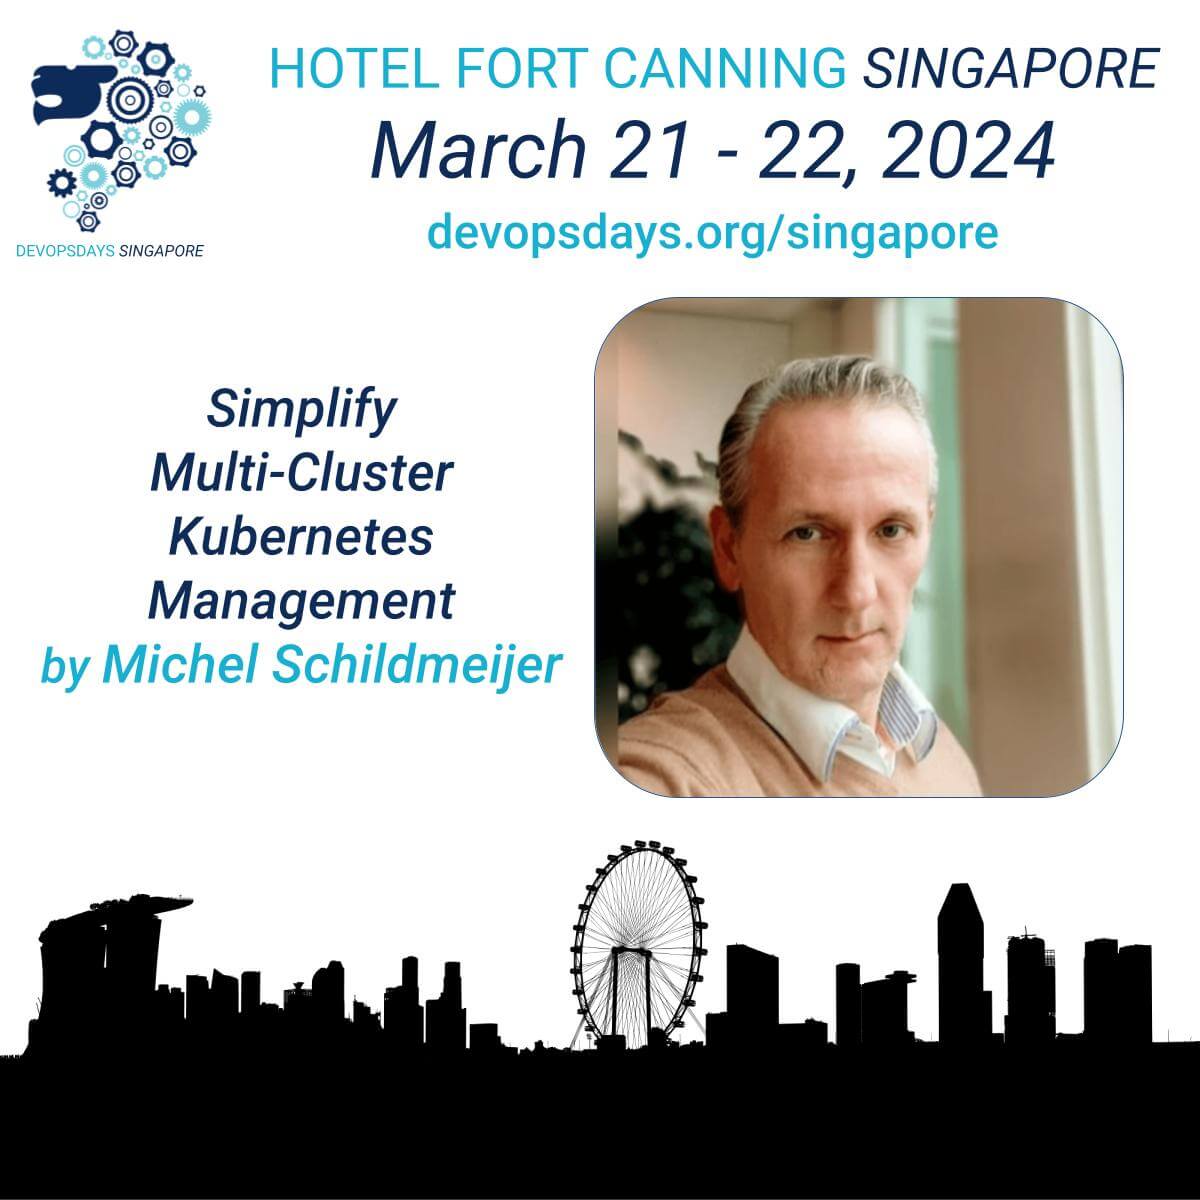 HOTEL FORT CANNING SINGAPORE
March 21 - 22, 2024
devopsdays.org/singapore
DEVOPSDAYS SINGAPORE
Simplify
Multi-Cluster
Kubernetes
Management
by Michel Schildmeijer